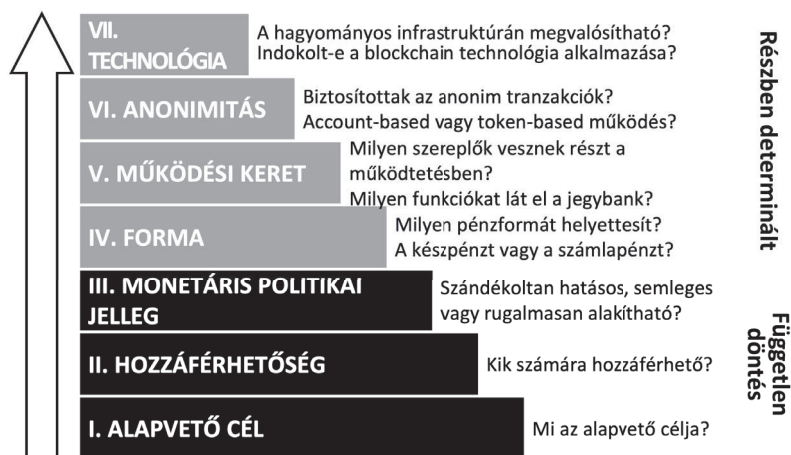 VII.
TECHNOLÓGIA
A hagyományos infrastruktúrán megvalósítható?
Indokolt-e a blockchain technológia alkalmazása?
VI. ANONIMITÁS
Biztosítottak az anonim tranzakciók?
Account-based vagy token-based működés?
V. MŰKÖDÉSI KERET
Milyen szereplők vesznek részt a
működtetésben?
Milyen funkciókat lát el a jegybank?
IV. FORMA
Milyen pénzformát helyettesít?
A készpénzt vagy a számlapénzt?
III. MONETÁRIS POLITIKAI
JELLEG
Szándékoltan hatásos, semleges
vagy rugalmasan alakítható?
II. HOZZÁFÉRHETŐSÉG
Kik számára hozzáférhető?
I. ALAPVETŐ CÉL
Mi az alapvető célja?
Részben determinált
Független
döntés